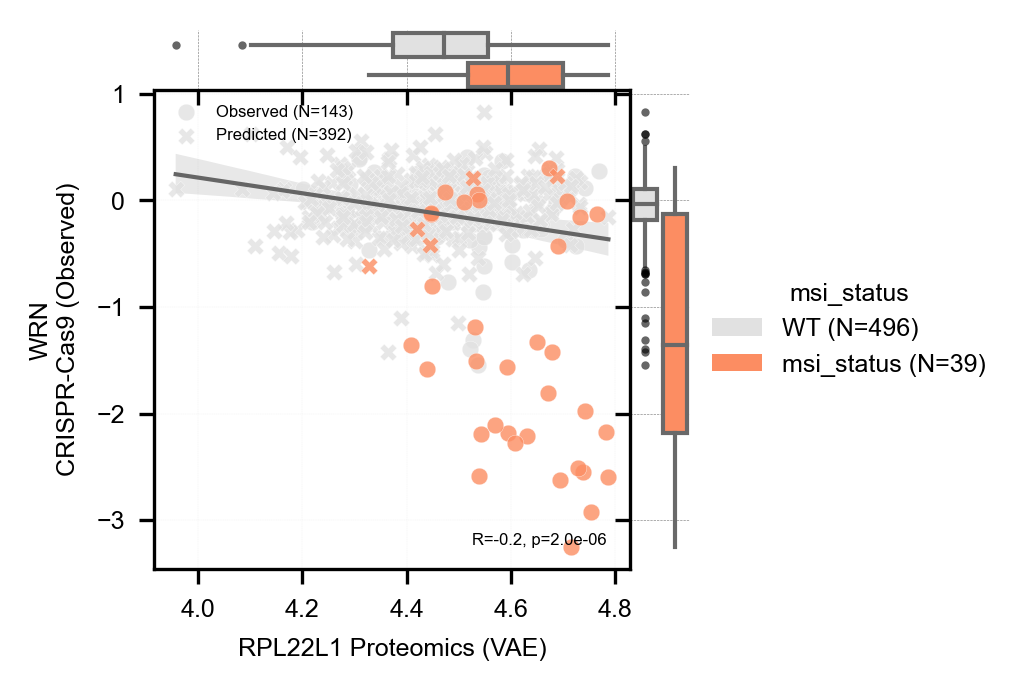 Observed (N=143)
Predicted (N=392)
1
0
−1
−2
−3
WRN
CRISPR-Cas9 (Observed)
R=-0.2, p=2.0e-06
4.0
4.2
4.4
4.6
4.8
RPL22L1 Proteomics (VAE)
msi_status
WT (N=496)
msi_status (N=39)